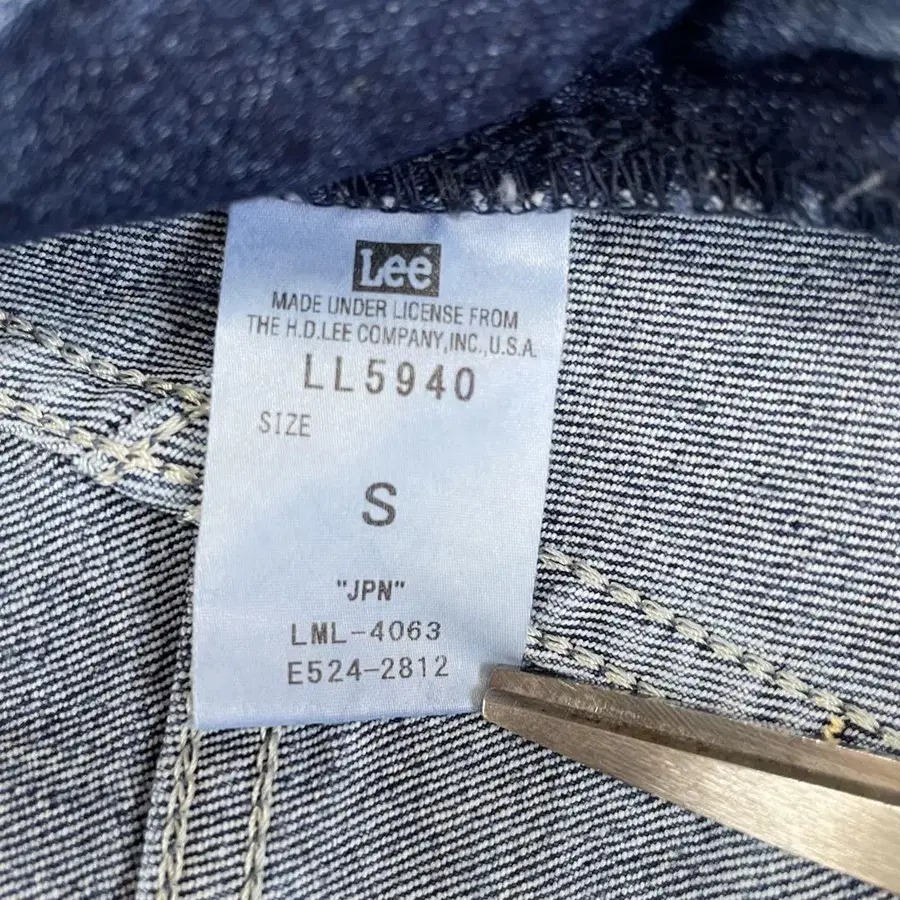 Lee
MADE UNDER LICENSE FROM
THE H.D.LEE COMPANY,INC.,U.S.A.
LL5940
SIZE
S
"JPN"
LML-4063
E524-2812